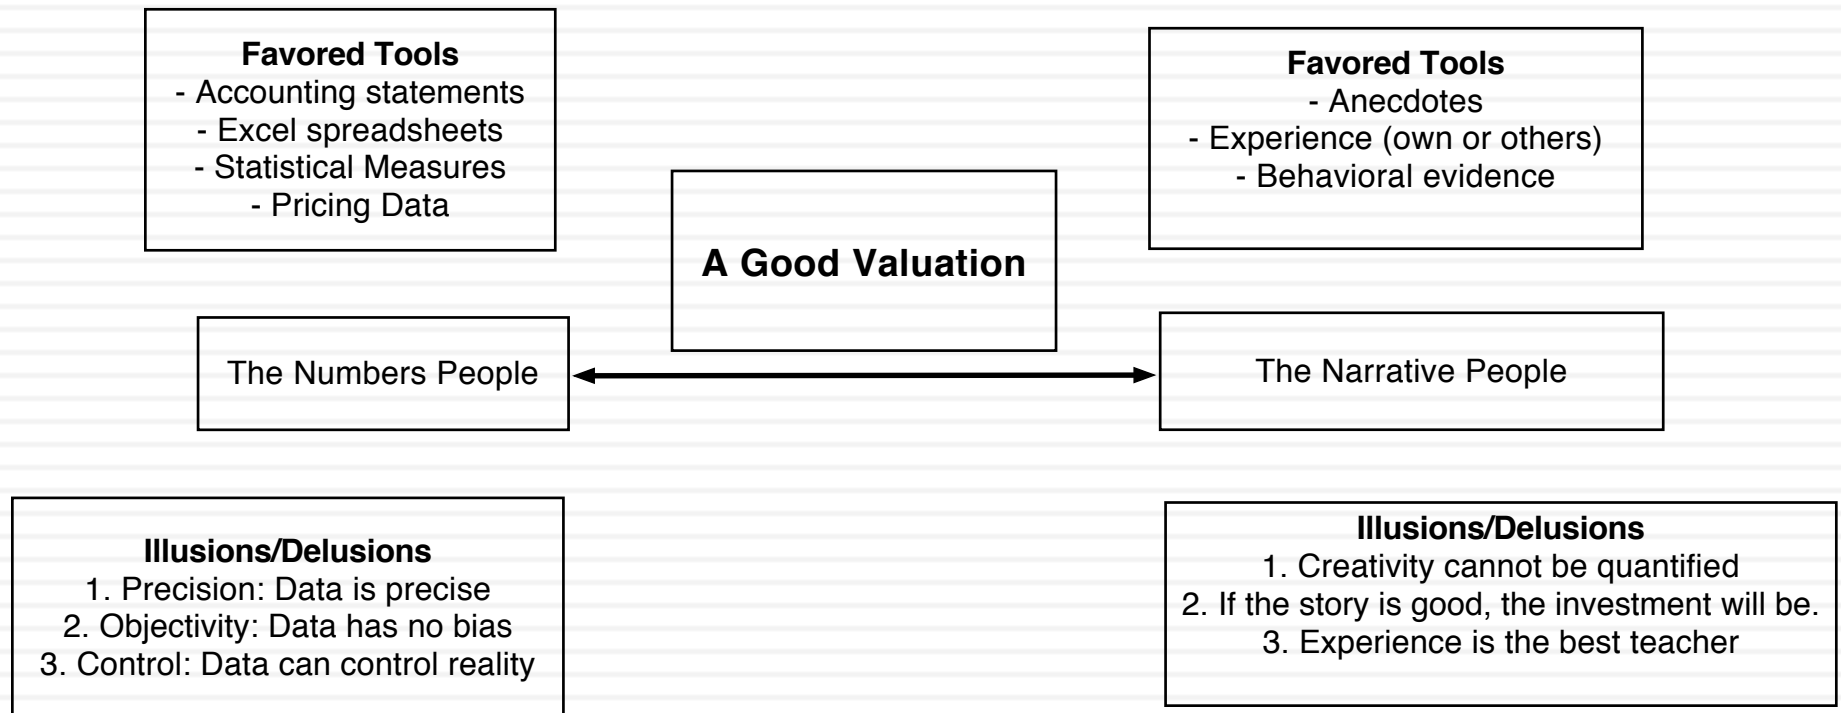 Favored Tools
- Accounting statements
- Excel spreadsheets
- Statistical Measures
- Pricing Data
Favored Tools
- Anecdotes
- Experience (own or others)
- Behavioral evidence
A Good Valuation
The Numbers People
The Narrative People
Illusions/Delusions
1. Precision: Data is precise
2. Objectivity: Data has no bias
3. Control: Data can control reality
Illusions/Delusions
1. Creativity cannot be quantified
2. If the story is good, the investment will be.
3. Experience is the best teacher